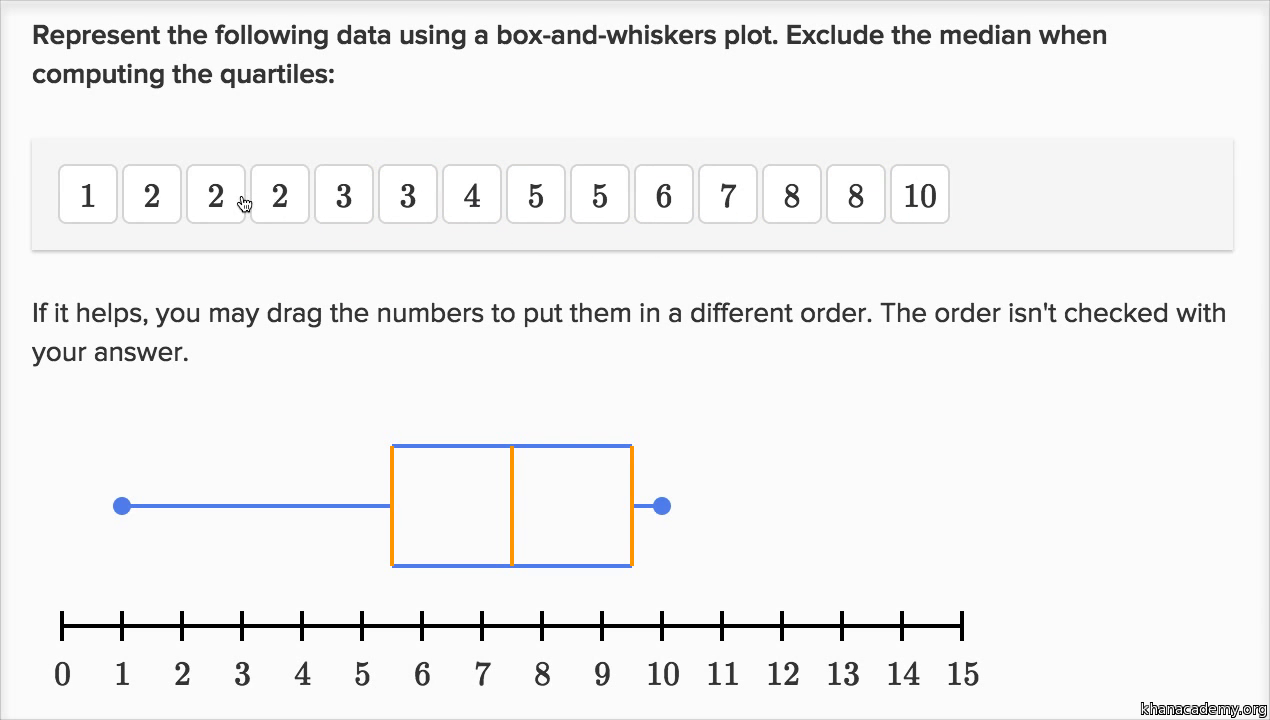 Represent the following data using a box-and-whiskers plot. Exclude the median when
computing the quartiles:
1 2 2 2 3 3 4 5 5 6 7 8 8 10
If it helps, you may drag the numbers to put them in a different order. The order isn't checked with
your answer.
0 1 2 3 4 5 6 7 8 9 10 11 12 13 14 15
khanacademy.org